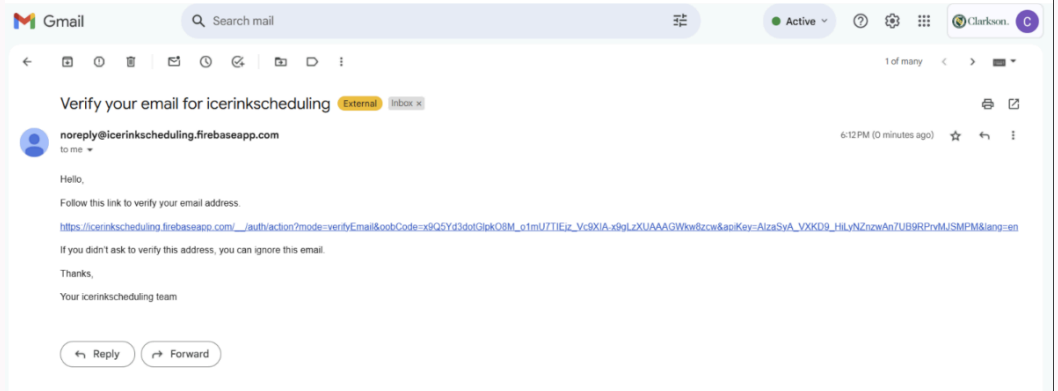 Gmail
Search mail
Active
Clarkson.
C
1 of many
Verify your email for icerinkscheduling External Inbox x
noreply@icerinkscheduling.firebaseapp.com
6:12 PM (0 minutes ago)
to me
Hello,
Follow this link to verify your email address.
https://icerinkscheduling.firebaseapp.com/__/auth/action?mode=verifyEmail&oobCode=x9Q5Yd3dotGlpkO8M_o1mU7TIEjz_Vc9XIA-x9gLzXUAAAGWkw8zcw&apiKey=AIzaSyA_VXKD9_HiLyNZnzwAn7UB9RPrvMJSMPM&lang=en
If you didn't ask to verify this address, you can ignore this email.
Thanks,
Your icerinkscheduling team
Reply
Forward